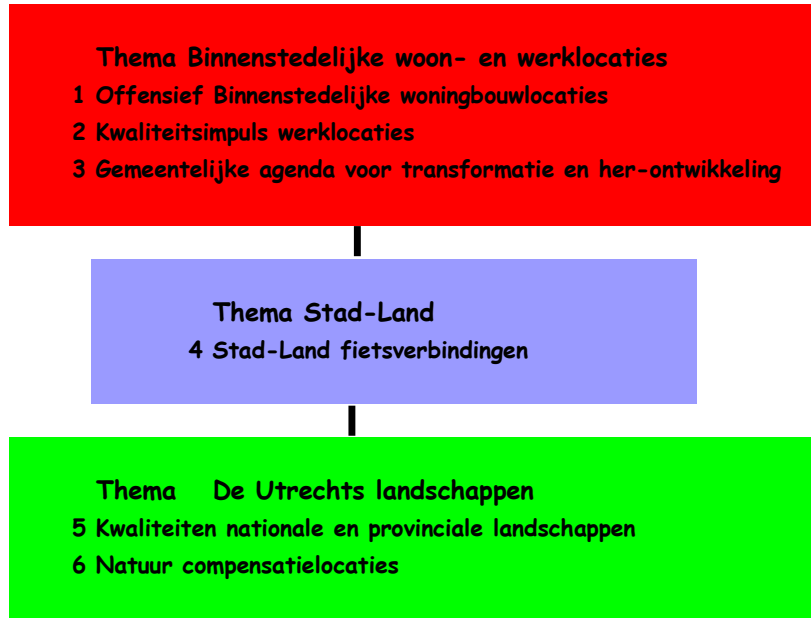 Thema Binnenstedelijke woon- en werklocaties
1 Offensief Binnenstedelijke woningbouwlocaties
2 Kwaliteitsimpuls werklocaties
3 Gemeentelijke agenda voor transformatie en her-ontwikkeling
Thema Stad-Land
4 Stad-Land fietsverbindingen
Thema De Utrechts landschappen
5 Kwaliteiten nationale en provinciale landschappen
6 Natuur compensatielocaties